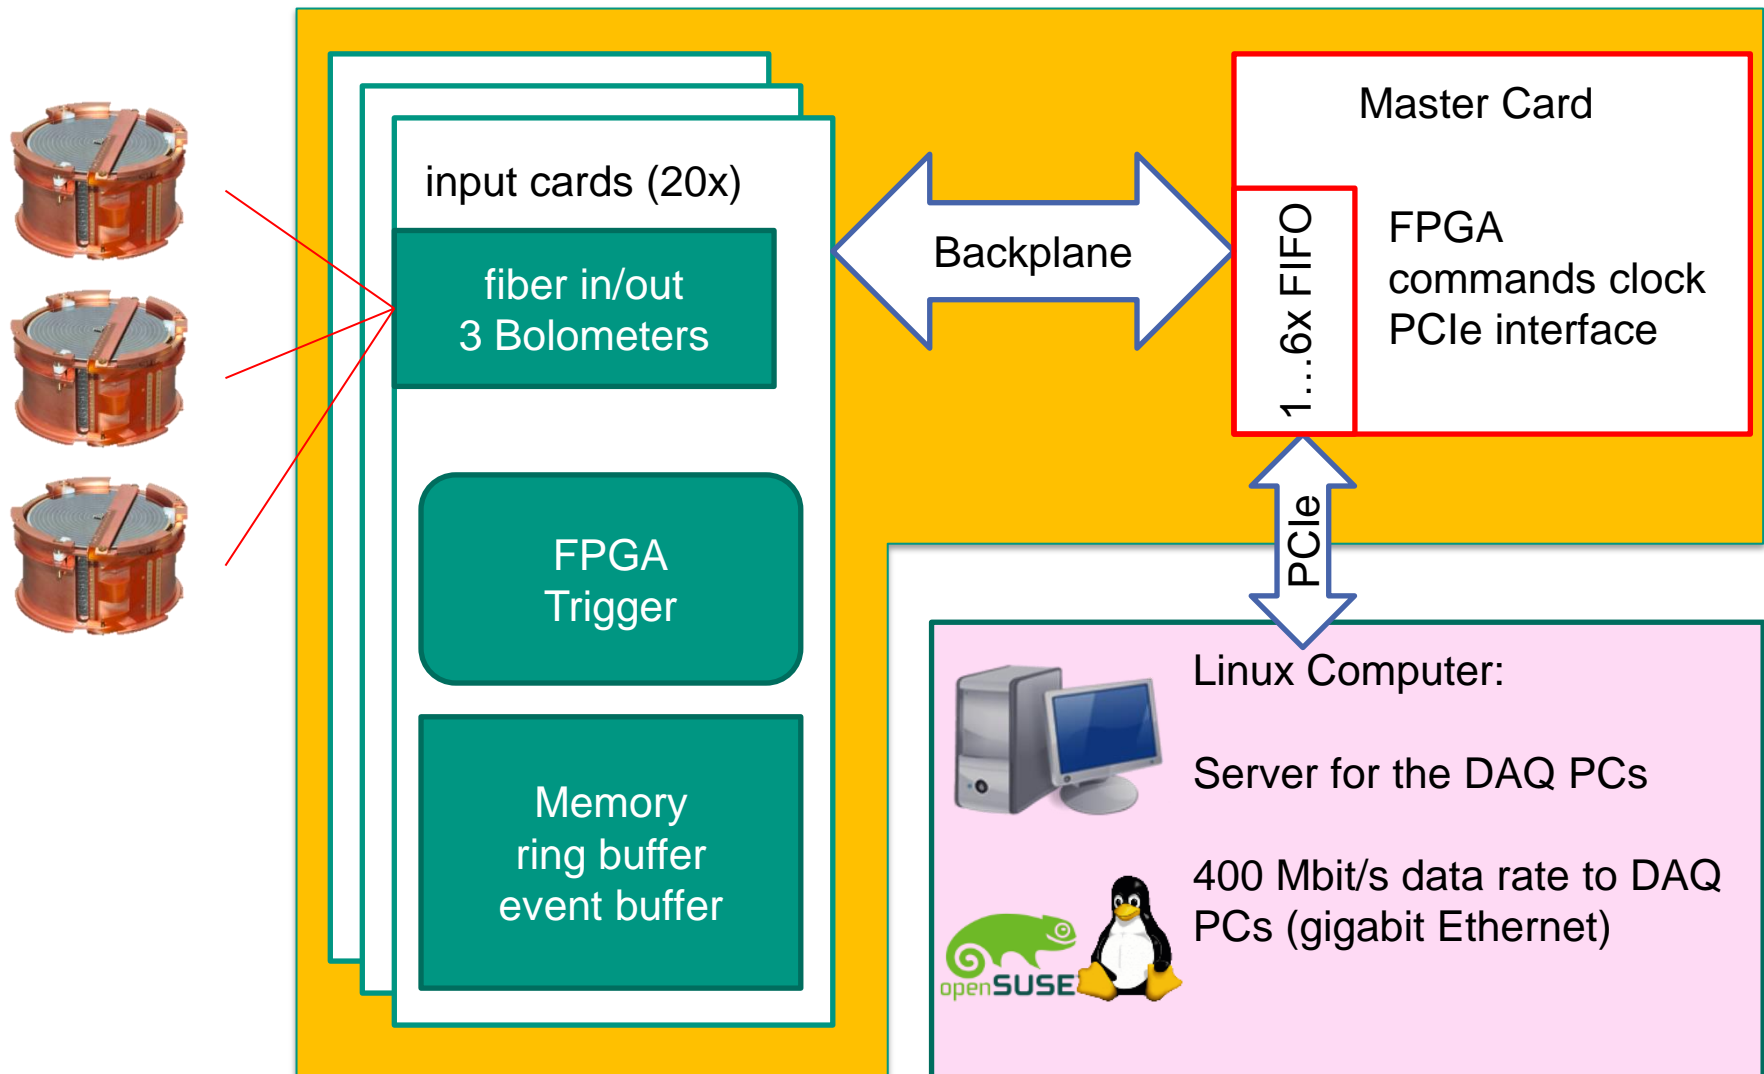 input cards (20x)
fiber in/out
3 Bolometers
FPGA
Trigger
Memory
ring buffer
event buffer
Backplane
Master Card
1...6x FIFO
FPGA
commands clock
PCIe interface
PCIe
Linux Computer:
Server for the DAQ PCs
400 Mbit/s data rate to DAQ
PCs (gigabit Ethernet)
openSUSE